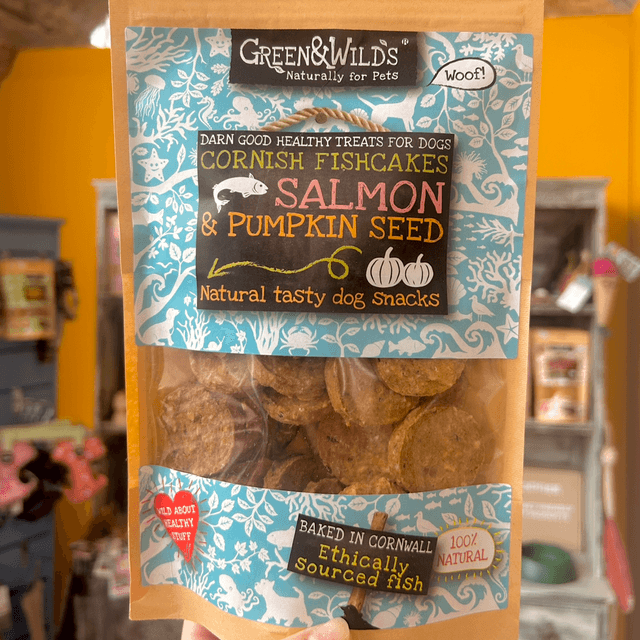 GREEN&WILD'S®
Naturally for Pets
Woof!
DARN GOOD HEALTHY TREATS FOR DOGS
CORNISH FISHCAKES
SALMON
& PUMPKIN SEED
Natural tasty dog snacks
WILD ABOUT
HEALTHY
STUFF
BAKED IN CORNWALL
Ethically
sourced fish
100%
NATURAL